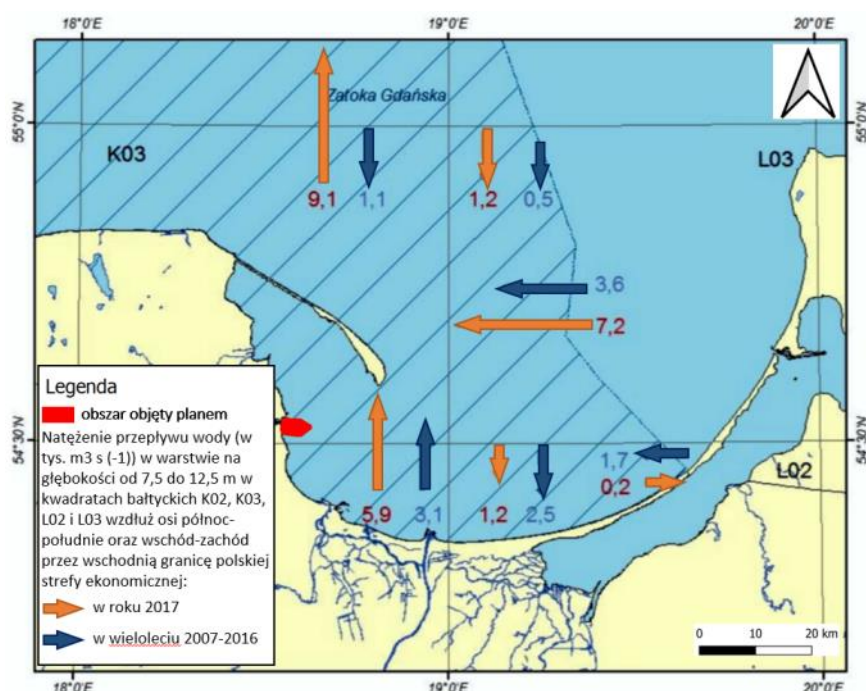 18°0'E
19°0'E
20°0'E
55°0'N
55°0'N
Zatoka Gdańska
K03
L03
9,1
1,1
1,2
0,5
3,6
7,2
Legenda
obszar objęty planem
Natężenie przepływu wody (w
tys. m3 s (-1)) w warstwie na
głębokości od 7,5 do 12,5 m w
kwadratach bałtyckich K02, K03,
L02 i L03 wzdłuż osi północ-
południe oraz wschód-zachód
przez wschodnią granicę polskiej
strefy ekonomicznej:
w roku 2017
w wieloleciu 2007-2016
54°30'N
54°30'N
1,7
0,2
L02
5,9
3,1
1,2
2,5
0 10 20 km
18°0'E
19°0'E
20°0'E